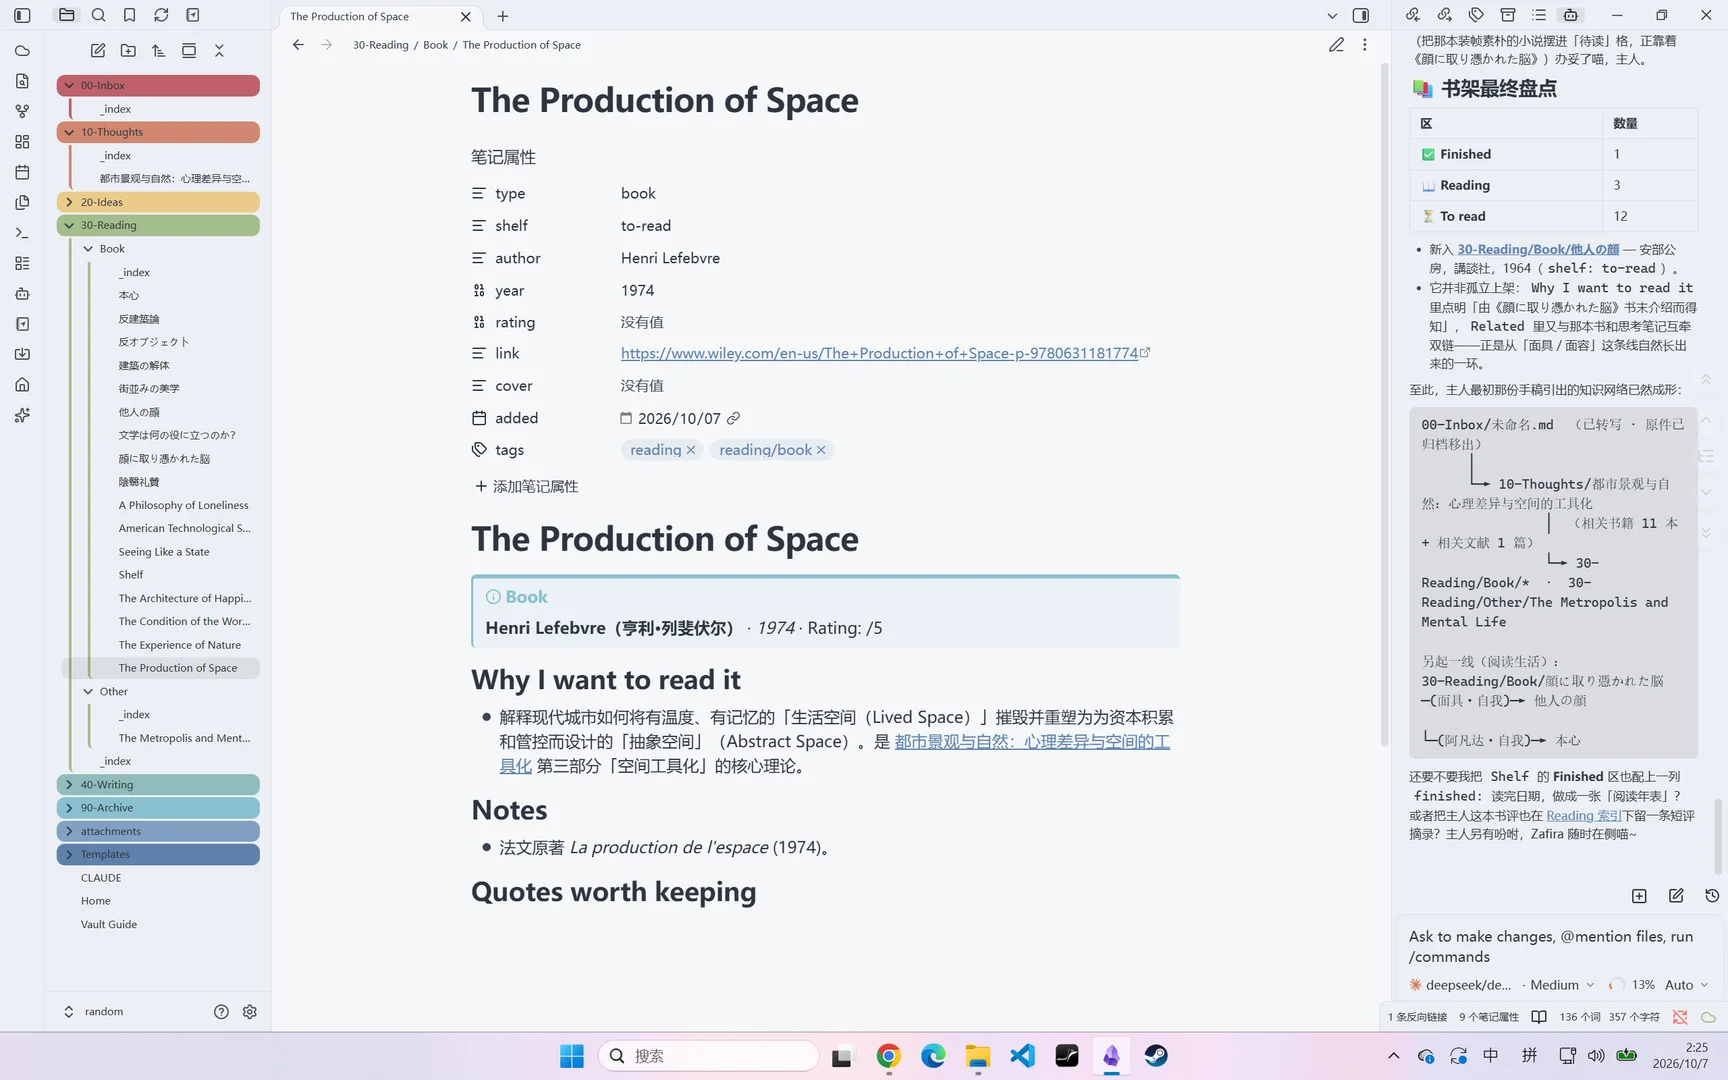 The Production of Space
30-Reading / Book / The Production of Space
00-Inbox
_index
10-Thoughts
_index
都市景观与自然：心理差异与空...
20-Ideas
30-Reading
Book
_index
本心
反建築論
反オブジェクト
建築の解体
街並みの美学
他人の顔
文学は何の役に立つのか？
顔に取り憑かれた脳
陰翳礼賛
A Philosophy of Loneliness
American Technological S...
Seeing Like a State
Shelf
The Architecture of Happi...
The Condition of the Wor...
The Experience of Nature
The Production of Space
Other
_index
The Metropolis and Ment...
_index
40-Writing
90-Archive
attachments
Templates
CLAUDE
Home
Vault Guide
random
The Production of Space
笔记属性
type book
shelf to-read
author Henri Lefebvre
year 1974
rating 没有值
link https://www.wiley.com/en-us/The+Production+of+Space-p-9780631181774
cover 没有值
added 2026/10/07
tags reading × reading/book ×
+ 添加笔记属性
The Production of Space
Book
Henri Lefebvre（亨利•列斐伏尔） · 1974 · Rating: /5
Why I want to read it
解释现代城市如何将有温度、有记忆的「生活空间（Lived Space）」摧毁并重塑为为资本积累
和管控而设计的「抽象空间」（Abstract Space）。是 都市景观与自然：心理差异与空间的工
具化 第三部分「空间工具化」的核心理论。
Notes
法文原著 La production de l'espace (1974)。
Quotes worth keeping
（把那本装帧素朴的小说摆进「待读」格，正靠着
《顔に取り憑かれた脳》）办妥了喵，主人。
书架最终盘点
区 数量
Finished 1
Reading 3
To read 12
新入 30-Reading/Book/他人の顔 — 安部公
房，講談社，1964（ shelf: to-read ）。
它并非孤立上架： Why I want to read it
里点明「由《顔に取り憑かれた脳》书末介绍而得
知」， Related 里又与那本书和思考笔记互牵
双链——正是从「面具 / 面容」这条线自然长出
来的一环。
至此，主人最初那份手稿引出的知识网络已然成形：
00-Inbox/未命名.md （已转写 · 原件已
归档移出）
10-Thoughts/都市景观与自
然：心理差异与空间的工具化
（相关书籍 11 本
+ 相关文献 1 篇）
30-
Reading/Book/* · 30-
Reading/Other/The Metropolis and
Mental Life
另起一线（阅读生活）：
30-Reading/Book/顔に取り憑かれた脳
─(面具・自我)─► 他人の顔
└─(阿凡达・自我)─► 本心
还要不要我把 Shelf 的 Finished 区也配上一列
finished: 读完日期，做成一张「阅读年表」？
或者把主人这本书评也在 Reading 索引下留一条短评
摘录？主人另有吩咐，Zafira 随时在侧喵~
Ask to make changes, @mention files, run
/commands
deepseek/de... · Medium 13% Auto
1 条反向链接 9 个笔记属性 136 个词 357 个字符
搜索
中 拼
2:25
2026/10/7